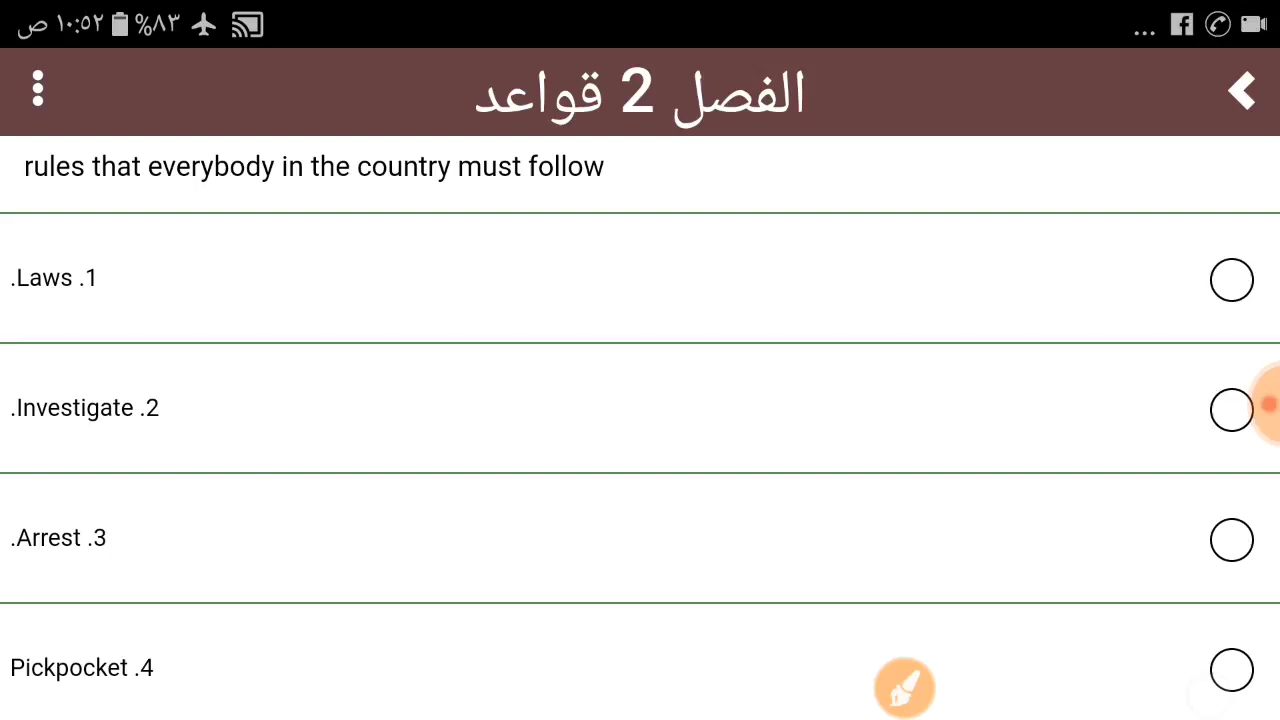 ١٠:٥٢ ص %٨٣ ...
الفصل 2 قواعد
rules that everybody in the country must follow
.Laws .1
.Investigate .2
.Arrest .3
Pickpocket .4